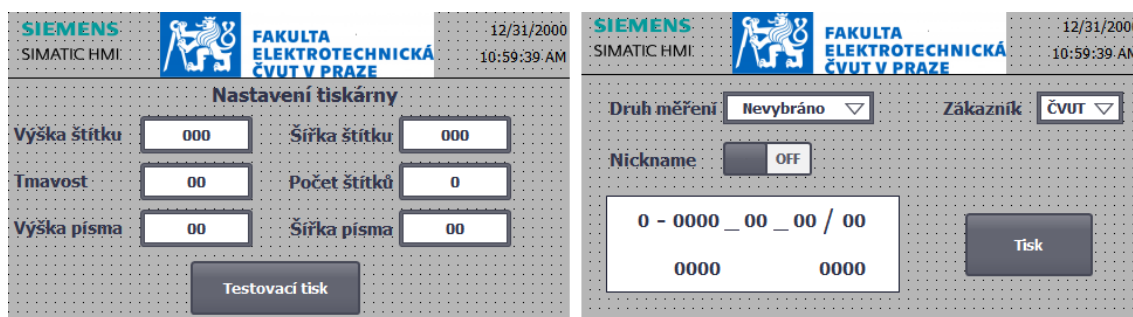 SIEMENS
SIMATIC HMI
FAKULTA
ELEKTROTECHNICKÁ
ČVUT V PRAZE
12/31/2000
10:59:39 AM
Nastavení tiskárny
Výška štítku 000 Šířka štítku 000
Tmavost 00 Počet štítků 0
Výška písma 00 Šířka písma 00
Testovací tisk
SIEMENS
SIMATIC HMI
FAKULTA
ELEKTROTECHNICKÁ
ČVUT V PRAZE
12/31/2000
10:59:39 AM
Druh měření Nevybráno Zákazník ČVUT
Nickname OFF
0 - 0000 _ 00 _ 00 / 00
0000 0000
Tisk